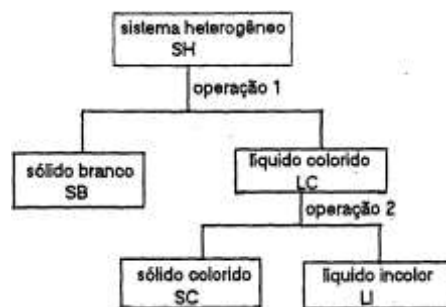 sistema heterogêneo
SH
operação 1
sólido branco
SB
líquido colorido
LC
operação 2
sólido colorido
SC
líquido incolor
LI